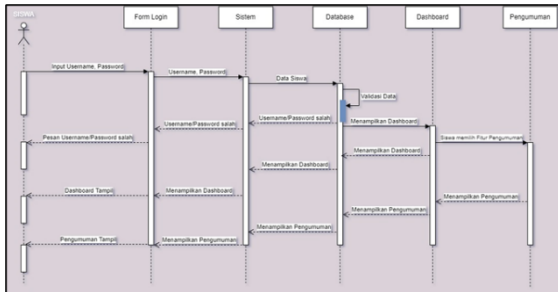 SISWA
Form Login
Sistem
Database
Dashboard
Pengumuman
Input Username, Password
Username, Password
Data Siswa
Validasi Data
Username/Password salah
Menampilkan Dashboard
Username/Password salah
Pesan Username/Password salah
Siswa memilih Fitur Pengumuman
Menampilkan Dashboard
Menampilkan Dashboard
Dashboard Tampil
Menampilkan Dashboard
Menampilkan Pengumuman
Menampilkan Pengumuman
Menampilkan Pengumuman
Pengumuman Tampil
Menampilkan Pengumuman